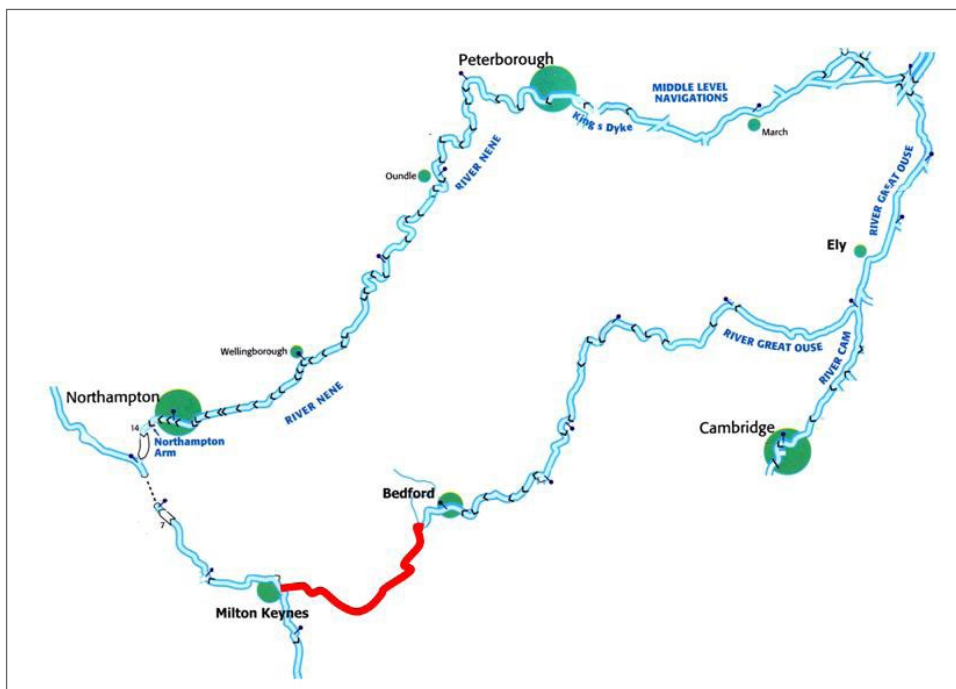 Peterborough
MIDDLE LEVEL
NAVIGATIONS
King s Dyke
March
Oundle
RIVER NENE
RIVER GREAT OUSE
Ely
Wellingborough
RIVER NENE
RIVER GREAT OUSE
RIVER CAM
Northampton
14
Northampton
Arm
Cambridge
Bedford
7
Milton Keynes